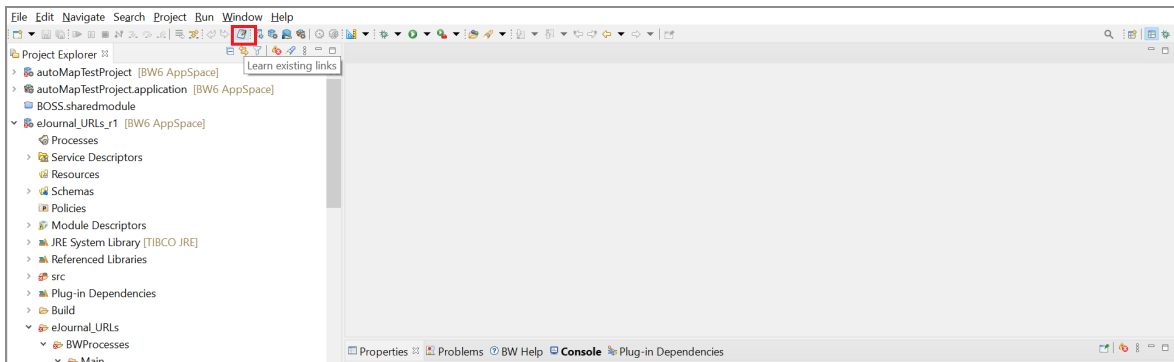 File Edit Navigate Search Project Run Window Help
Project Explorer
Learn existing links
autoMapTestProject [BW6 AppSpace]
autoMapTestProject.application [BW6 AppSpace]
BOSS.sharedmodule
eJournal_URLs_r1 [BW6 AppSpace]
Processes
Service Descriptors
Resources
Schemas
Policies
Module Descriptors
JRE System Library [TIBCO JRE]
Referenced Libraries
src
Plug-in Dependencies
Build
eJournal_URLs
BWProcesses
Main
Properties Problems BW Help Console Plug-in Dependencies